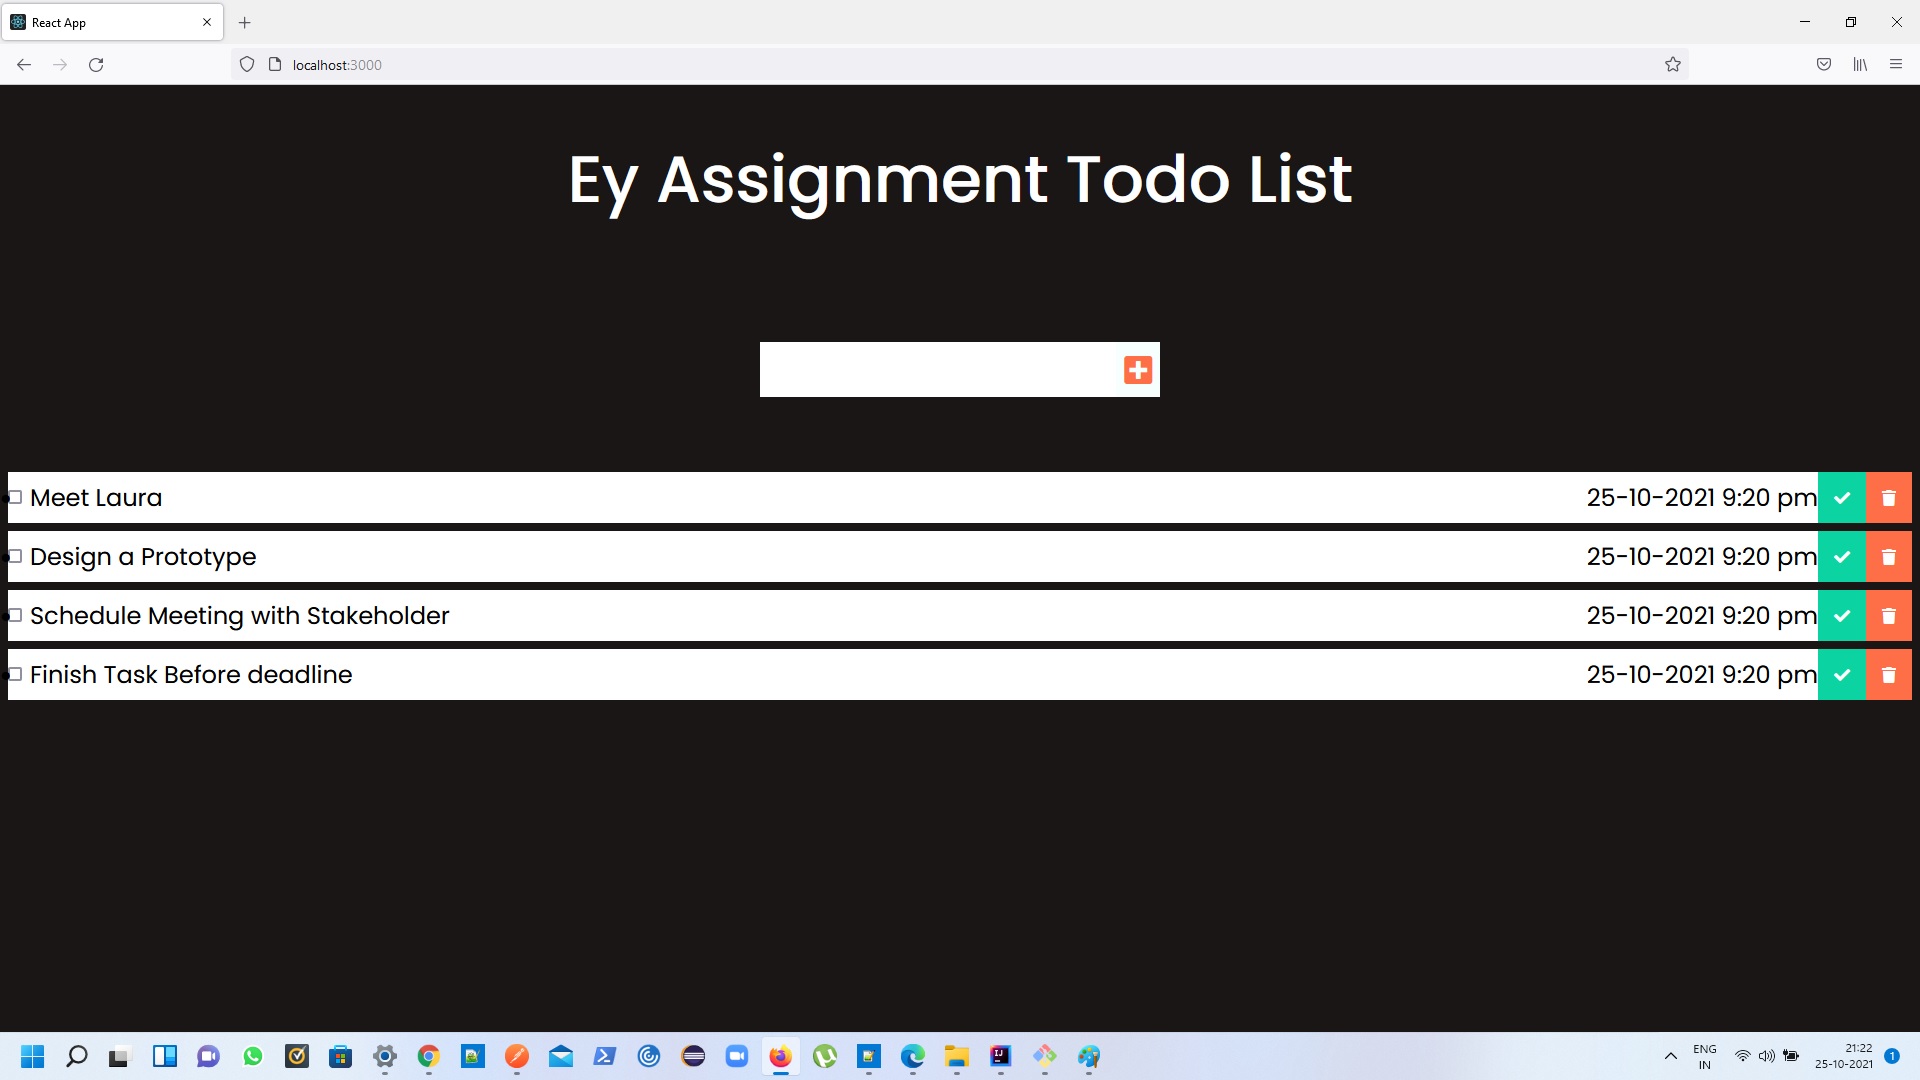 React App
localhost:3000
Ey Assignment Todo List
Meet Laura 25-10-2021 9:20 pm
Design a Prototype 25-10-2021 9:20 pm
Schedule Meeting with Stakeholder 25-10-2021 9:20 pm
Finish Task Before deadline 25-10-2021 9:20 pm
ENG 21:22
IN 25-10-2021 1